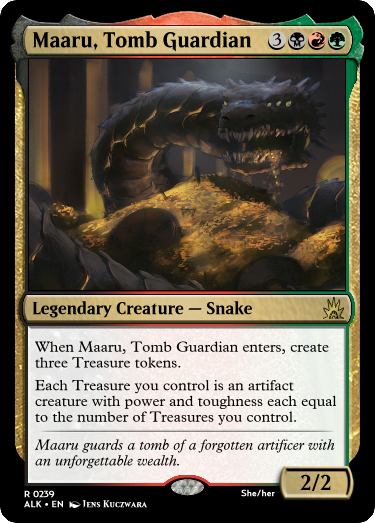 Maaru, Tomb Guardian 3
Legendary Creature — Snake
When Maaru, Tomb Guardian enters, create
three Treasure tokens.
Each Treasure you control is an artifact
creature with power and toughness each equal
to the number of Treasures you control.
Maaru guards a tomb of a forgotten artificer with
an unforgettable wealth.
2/2
R 0239
ALK • EN Jens Kuczwara
She/her